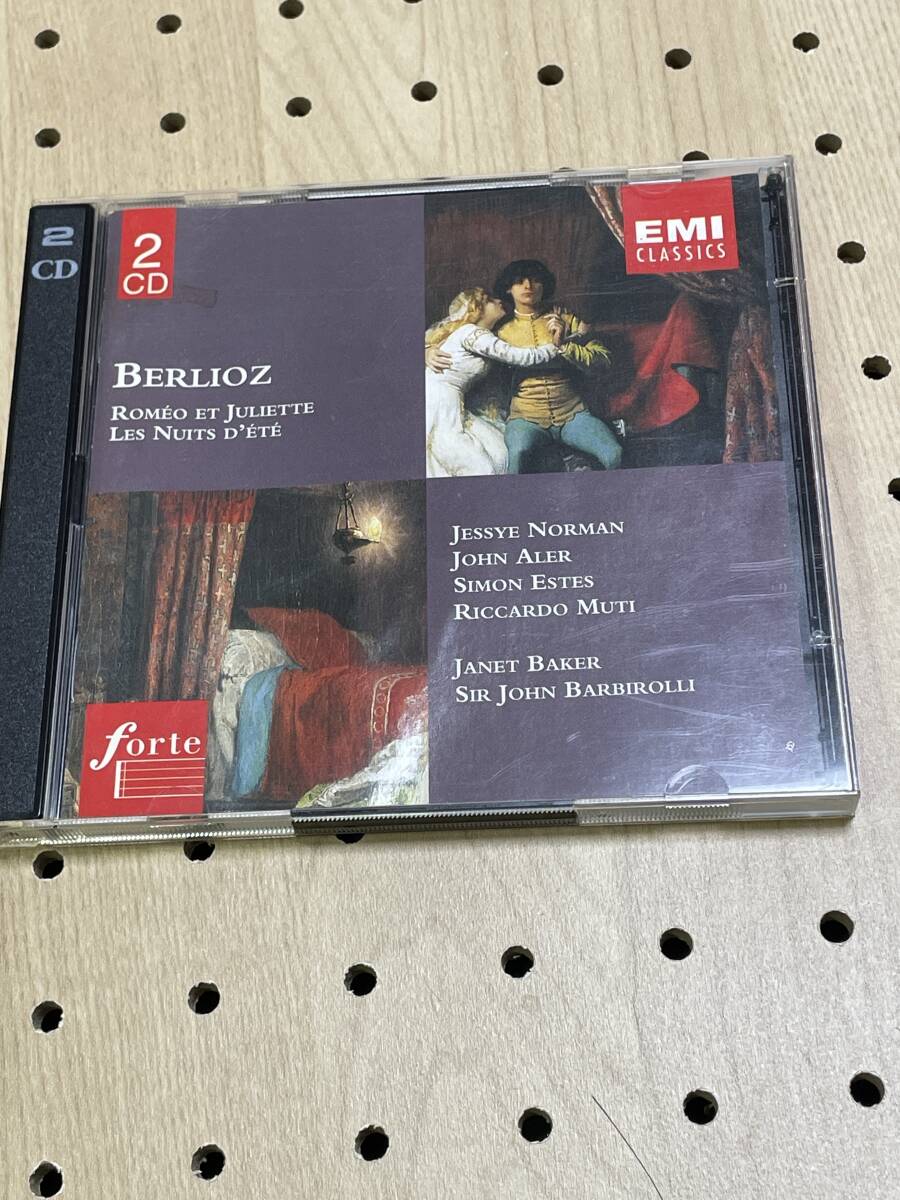 2
CD
2
CD
EMI
CLASSICS
BERLIOZ
ROMÉO ET JULIETTE
LES NUITS D'ÉTÉ
JESSYE NORMAN
JOHN ALER
SIMON ESTES
RICCARDO MUTI
JANET BAKER
SIR JOHN BARBIROLLI
forte